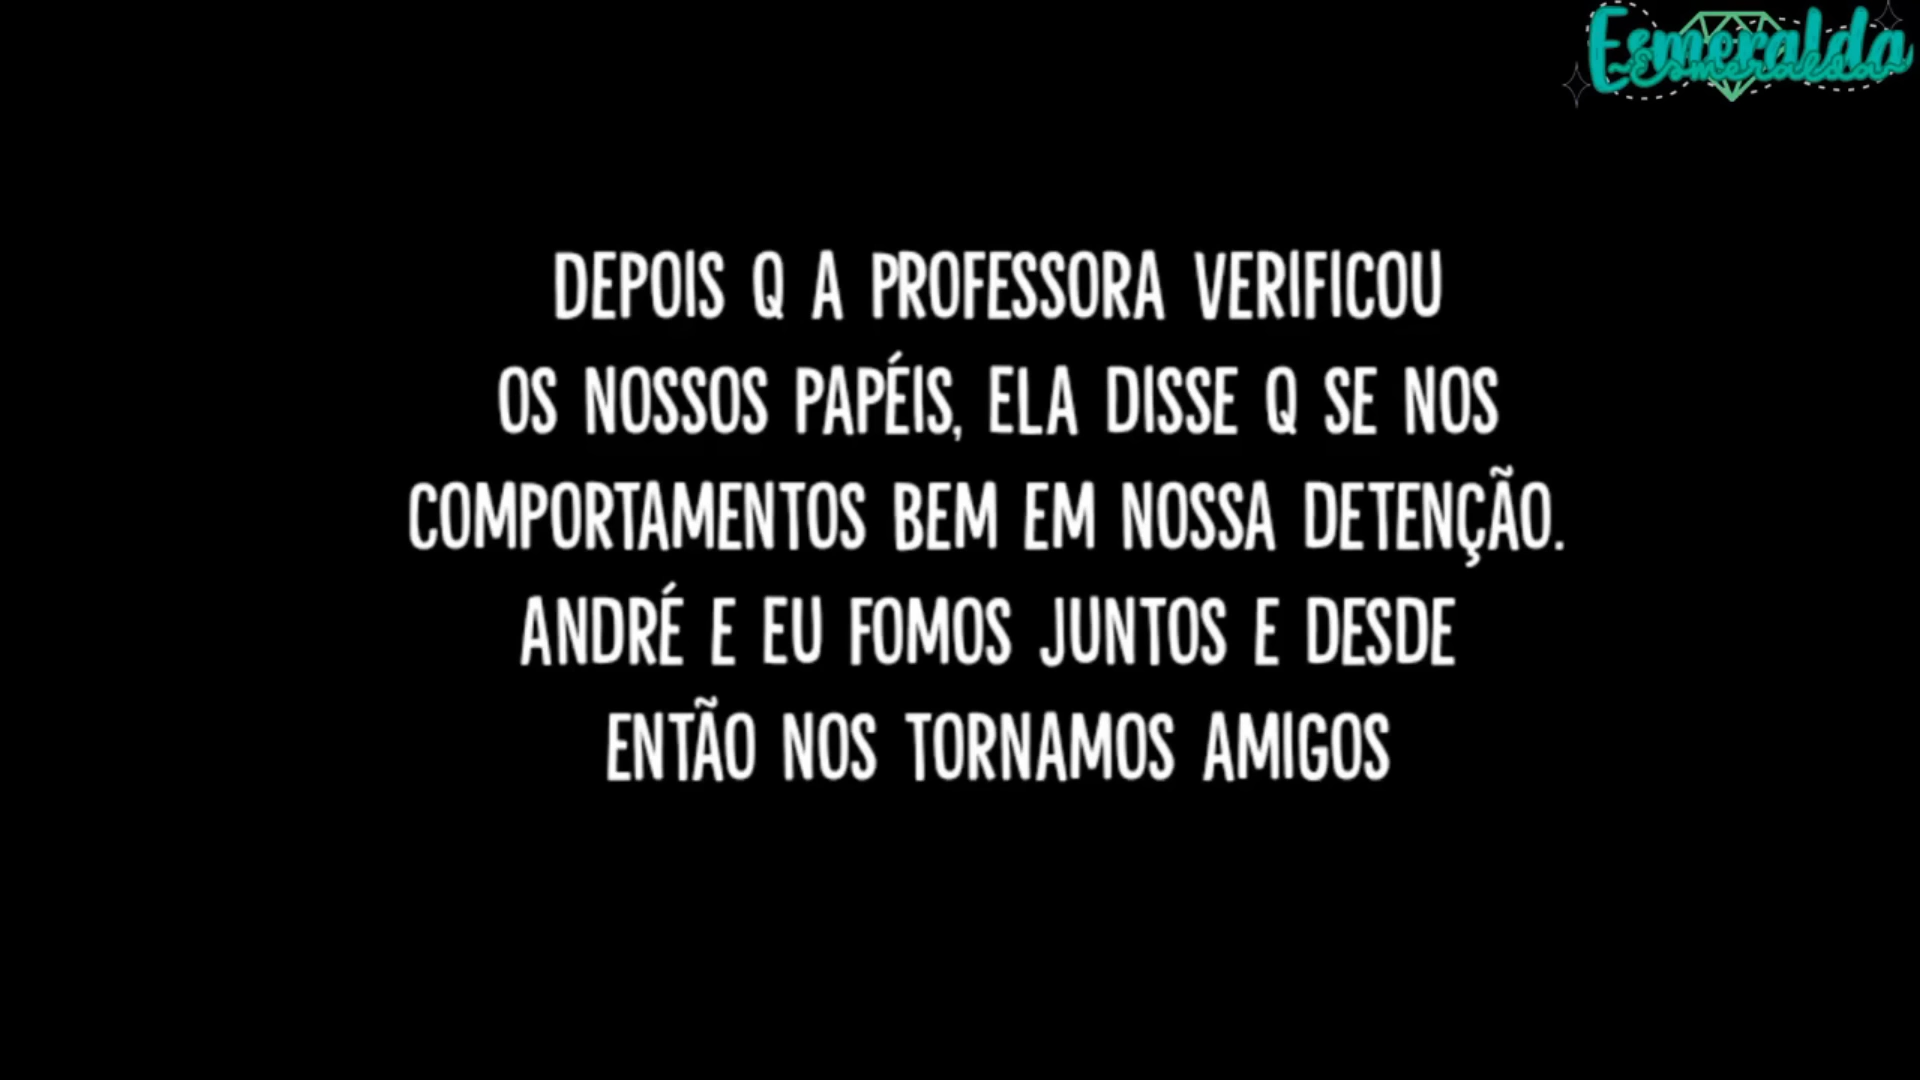 Esmeralda
~Esmeralda~
DEPOIS Q A PROFESSORA VERIFICOU
OS NOSSOS PAPÉIS, ELA DISSE Q SE NOS
COMPORTAMENTOS BEM EM NOSSA DETENÇÃO.
ANDRÉ E EU FOMOS JUNTOS E DESDE
ENTÃO NOS TORNAMOS AMIGOS